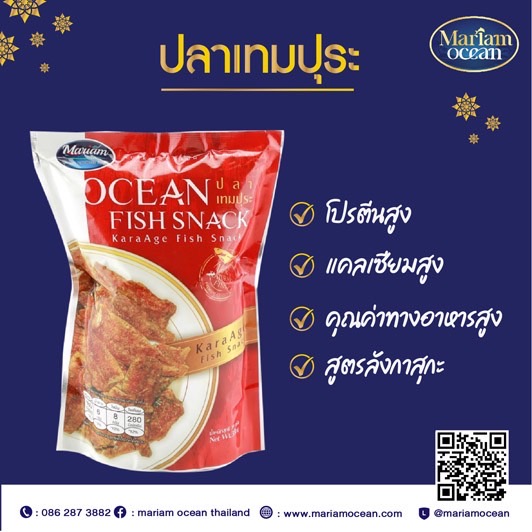 ปลาเทมปุระ
Mariam
ocean
Mariam
OCEAN
ปลา
เทมปุระ
FISH SNACK
KaraAge Fish Snack
KaraAge
Fish Snack
6
8
280
โปรตีนสูง
แคลเซียมสูง
คุณค่าทางอาหารสูง
สูตรลังกาสุกะ
: 086 287 3882 : mariam ocean thailand : www.mariamocean.com : @mariamocean